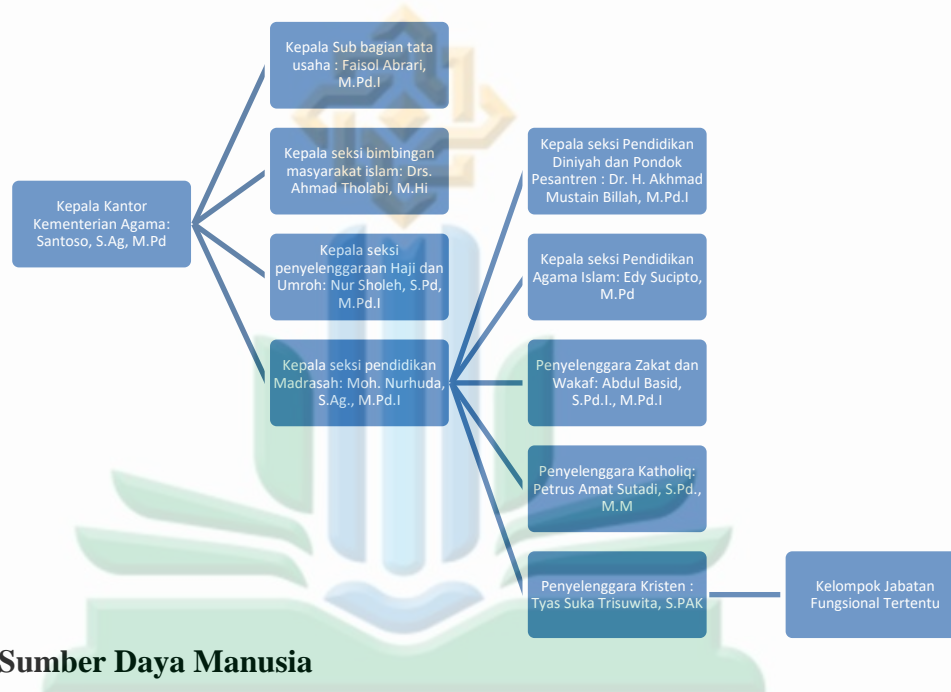 Kepala Kantor
Kementerian Agama:
Santoso, S.Ag, M.Pd
Kepala Sub bagian tata
usaha : Faisol Abrari,
M.Pd.I
Kepala seksi bimbingan
masyarakat islam: Drs.
Ahmad Tholabi, M.Hi
Kepala seksi
penyelenggaraan Haji dan
Umroh: Nur Sholeh, S.Pd,
M.Pd.I
Kepala seksi pendidikan
Madrasah: Moh. Nurhuda,
S.Ag., M.Pd.I
Kepala seksi Pendidikan
Diniyah dan Pondok
Pesantren : Dr. H. Akhmad
Mustain Billah, M.Pd.I
Kepala seksi Pendidikan
Agama Islam: Edy Sucipto,
M.Pd
Penyelenggara Zakat dan
Wakaf: Abdul Basid,
S.Pd.I., M.Pd.I
Penyelenggara Katholiq:
Petrus Amat Sutadi, S.Pd.,
M.M
Penyelenggara Kristen :
Tyas Suka Trisuwita, S.PAK
Kelompok Jabatan
Fungsional Tertentu
Sumber Daya Manusia